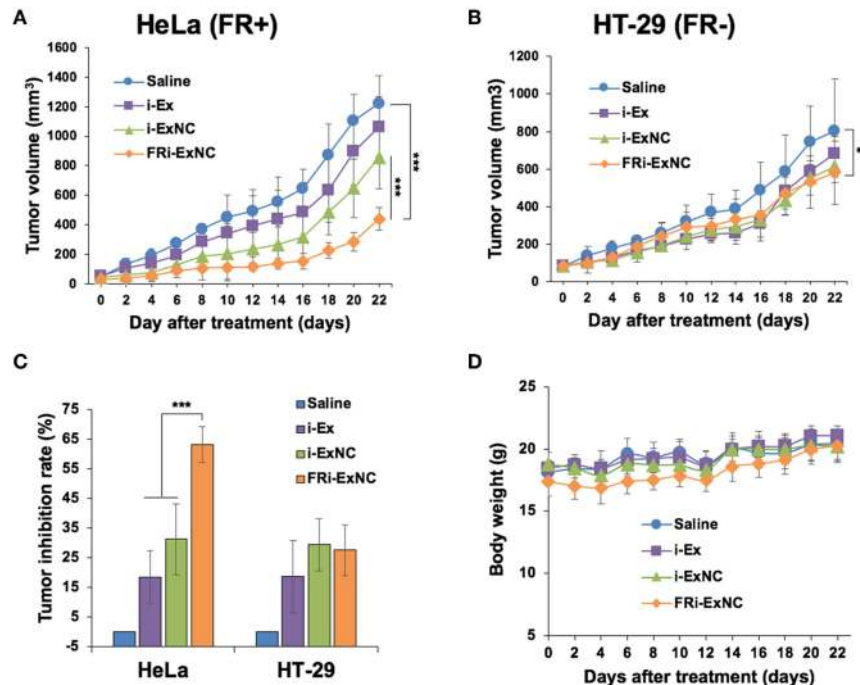 A
HeLa (FR+)
Tumor volume (mm³)
1600
1400
1200
1000
800
600
400
200
0
Saline
i-Ex
i-ExNC
FRi-ExNC
***
***
0 2 4 6 8 10 12 14 16 18 20 22
Day after treatment (days)
B
HT-29 (FR-)
Tumor volume (mm3)
1200
1000
800
600
400
200
0
Saline
i-Ex
i-ExNC
FRi-ExNC
*
0 2 4 6 8 10 12 14 16 18 20 22
Day after treatment (days)
C
Tumor inhibition rate (%)
75
65
55
45
35
25
15
5
-5
***
Saline
i-Ex
i-ExNC
FRi-ExNC
HeLa HT-29
D
Body weight (g)
25
20
15
10
5
Saline
i-Ex
i-ExNC
FRi-ExNC
0 2 4 6 8 10 12 14 16 18 20 22
Days after treatment (days)